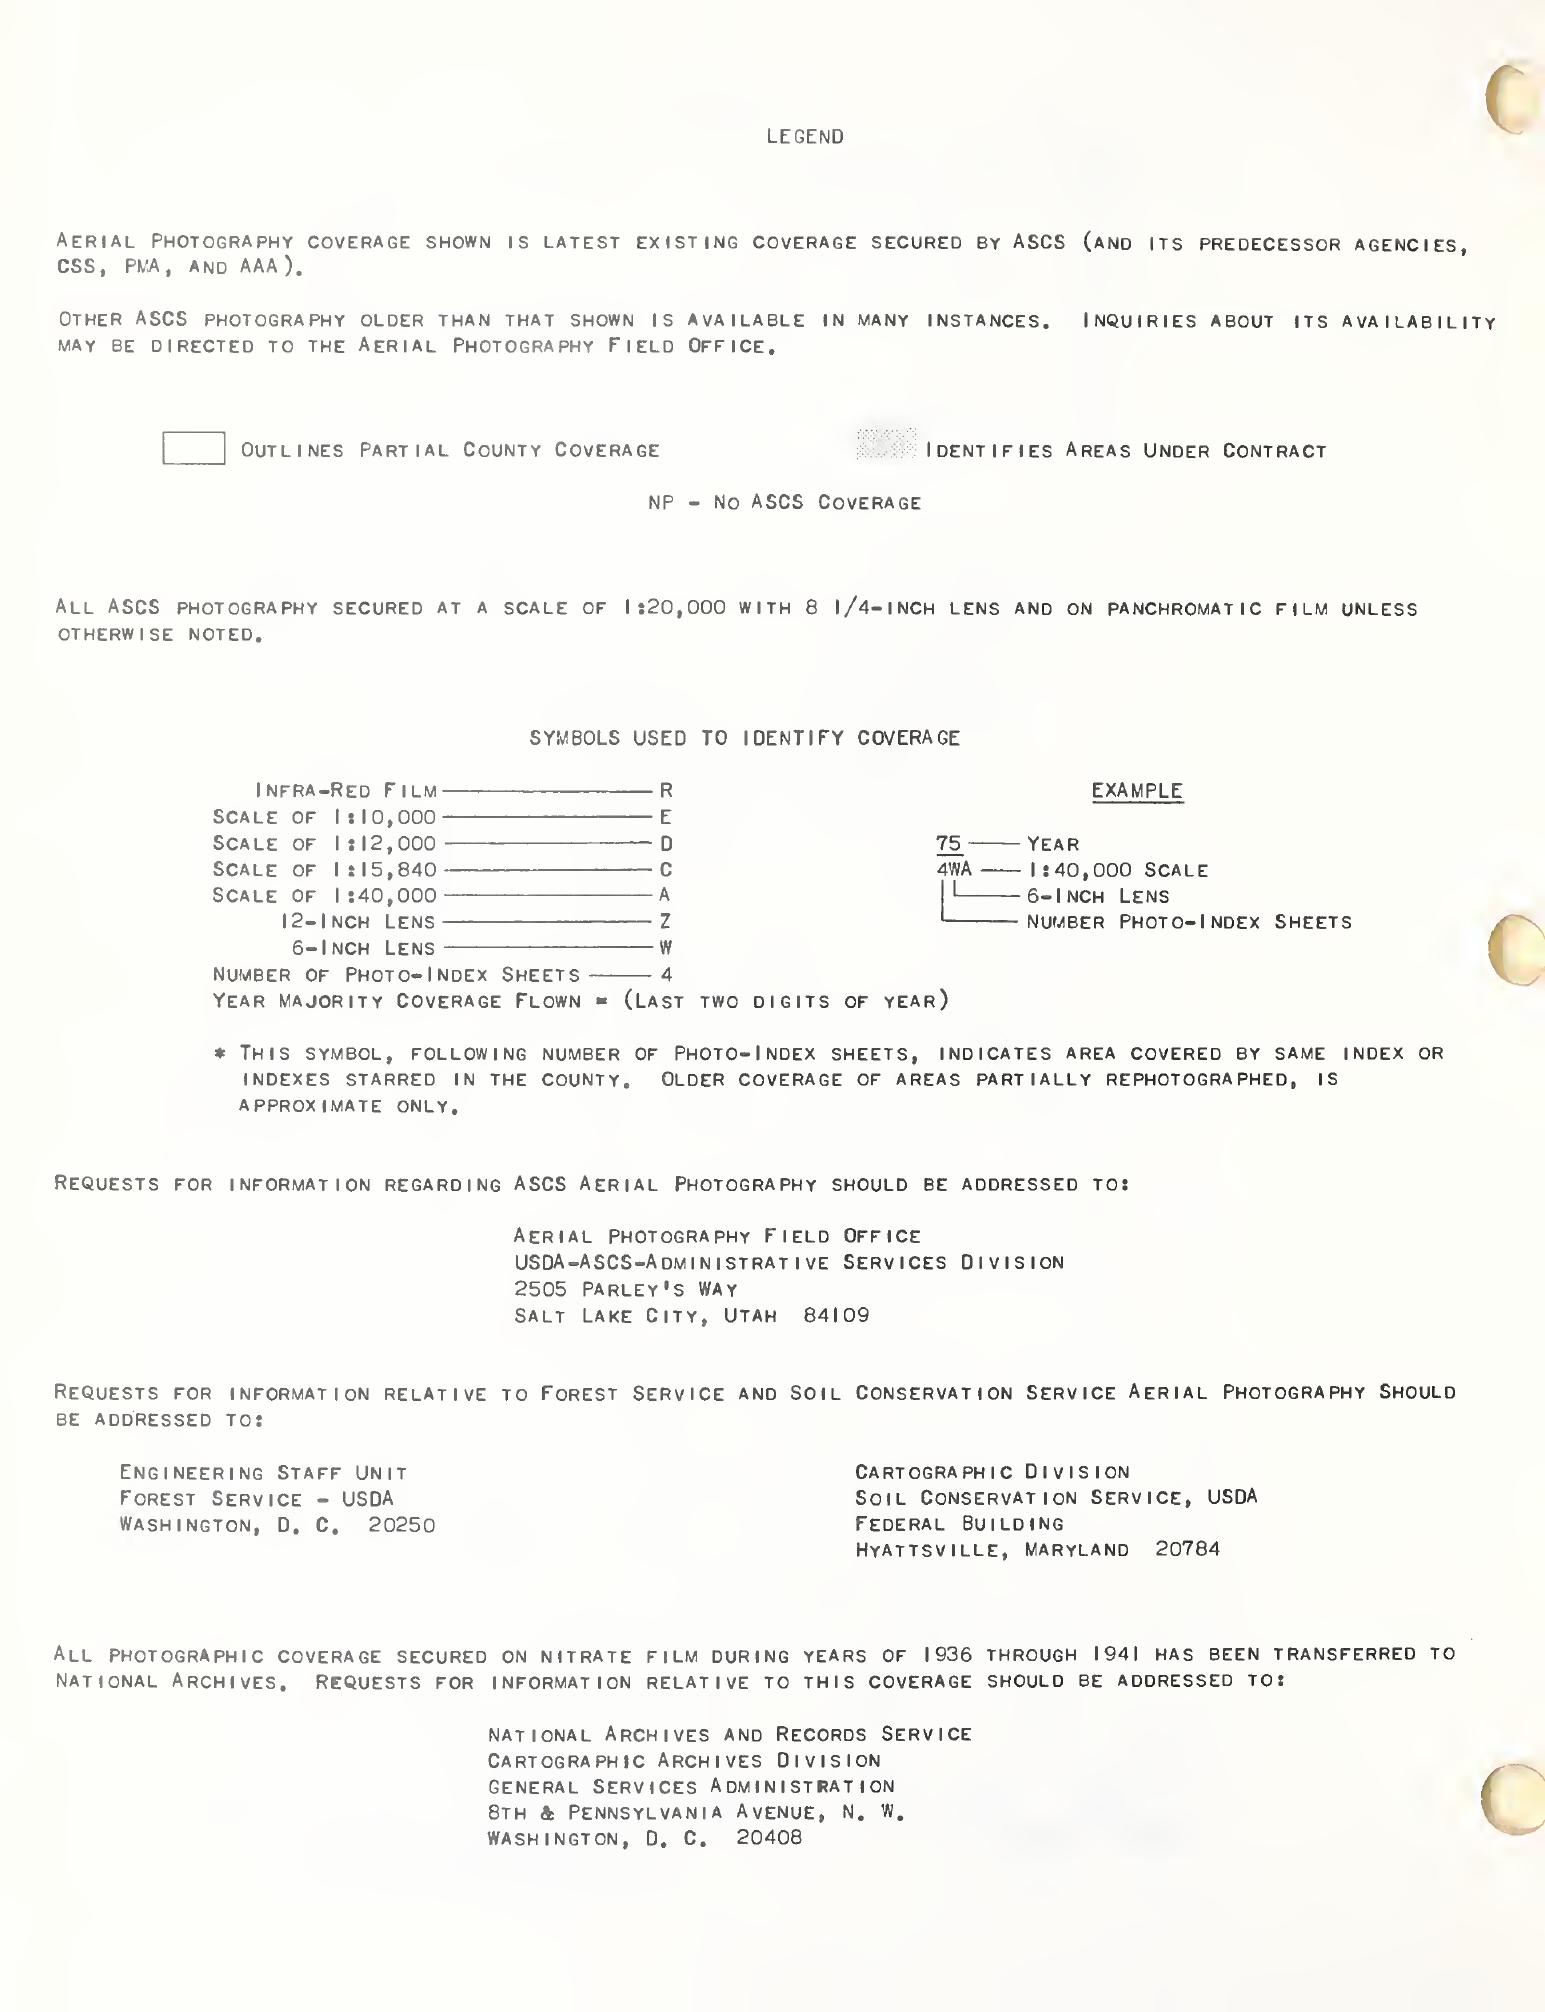 LEGEND
AERIAL PHOTOGRAPHY COVERAGE SHOWN IS LATEST EXISTING COVERAGE SECURED BY ASCS (AND ITS PREDECESSOR AGENCIES,
CSS, PMA, AND AAA).
OTHER ASCS PHOTOGRAPHY OLDER THAN THAT SHOWN IS AVAILABLE IN MANY INSTANCES. INQUIRIES ABOUT ITS AVAILABILITY
MAY BE DIRECTED TO THE AERIAL PHOTOGRAPHY FIELD OFFICE.
OUTLINES PARTIAL COUNTY COVERAGE
IDENTIFIES AREAS UNDER CONTRACT
NP - NO ASCS COVERAGE
ALL ASCS PHOTOGRAPHY SECURED AT A SCALE OF 1:20,000 WITH 8 1/4-INCH LENS AND ON PANCHROMATIC FILM UNLESS
OTHERWISE NOTED.
SYMBOLS USED TO IDENTIFY COVERAGE
INFRA-RED FILM R
SCALE OF 1:10,000 E
SCALE OF 1:12,000 D
SCALE OF 1:15,840 C
SCALE OF 1:40,000 A
12-INCH LENS Z
6-INCH LENS W
NUMBER OF PHOTO-INDEX SHEETS 4
YEAR MAJORITY COVERAGE FLOWN = (LAST TWO DIGITS OF YEAR)
EXAMPLE
75 YEAR
4WA 1:40,000 SCALE
6-INCH LENS
NUMBER PHOTO-INDEX SHEETS
* THIS SYMBOL, FOLLOWING NUMBER OF PHOTO-INDEX SHEETS, INDICATES AREA COVERED BY SAME INDEX OR
INDEXES STARRED IN THE COUNTY. OLDER COVERAGE OF AREAS PARTIALLY REPHOTOGRAPHED, IS
APPROXIMATE ONLY.
REQUESTS FOR INFORMATION REGARDING ASCS AERIAL PHOTOGRAPHY SHOULD BE ADDRESSED TO:
AERIAL PHOTOGRAPHY FIELD OFFICE
USDA-ASCS-ADMINISTRATIVE SERVICES DIVISION
2505 PARLEY'S WAY
SALT LAKE CITY, UTAH 84109
REQUESTS FOR INFORMATION RELATIVE TO FOREST SERVICE AND SOIL CONSERVATION SERVICE AERIAL PHOTOGRAPHY SHOULD
BE ADDRESSED TO:
ENGINEERING STAFF UNIT
FOREST SERVICE - USDA
WASHINGTON, D. C. 20250
CARTOGRAPHIC DIVISION
SOIL CONSERVATION SERVICE, USDA
FEDERAL BUILDING
HYATTSVILLE, MARYLAND 20784
ALL PHOTOGRAPHIC COVERAGE SECURED ON NITRATE FILM DURING YEARS OF 1936 THROUGH 1941 HAS BEEN TRANSFERRED TO
NATIONAL ARCHIVES. REQUESTS FOR INFORMATION RELATIVE TO THIS COVERAGE SHOULD BE ADDRESSED TO:
NATIONAL ARCHIVES AND RECORDS SERVICE
CARTOGRAPHIC ARCHIVES DIVISION
GENERAL SERVICES ADMINISTRATION
8TH & PENNSYLVANIA AVENUE, N. W.
WASHINGTON, D. C. 20408